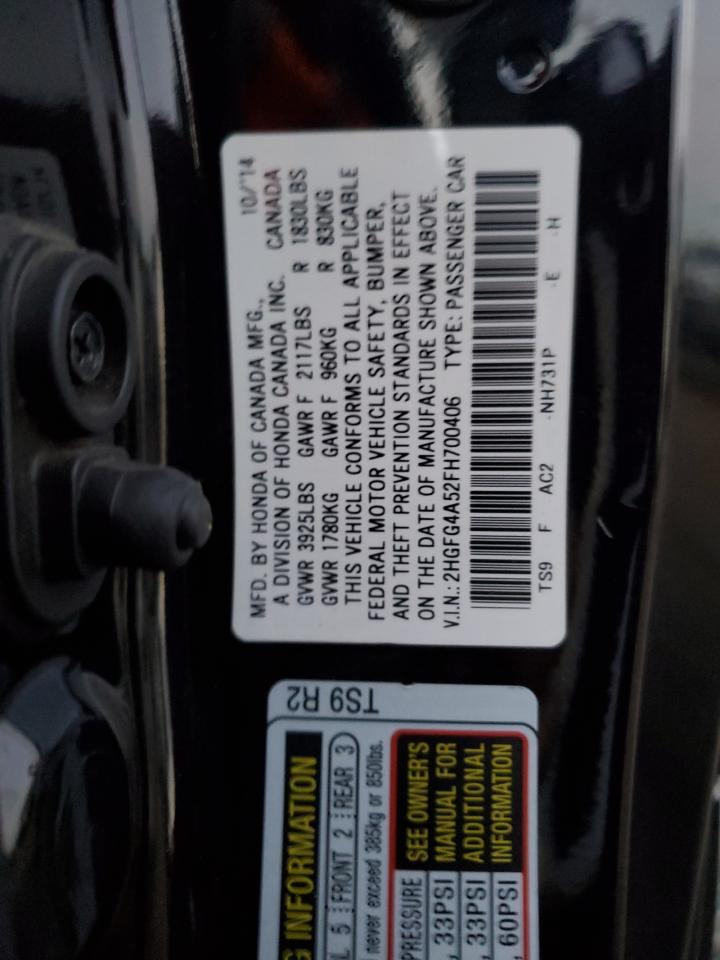 10/'14
MFD. BY HONDA OF CANADA MFG.,
A DIVISION OF HONDA CANADA INC. CANADA
GVWR 3925LBS GAWR F 2117LBS R 1830LBS
GVWR 1780KG GAWR F 960KG R 830KG
THIS VEHICLE CONFORMS TO ALL APPLICABLE
FEDERAL MOTOR VEHICLE SAFETY, BUMPER,
AND THEFT PREVENTION STANDARDS IN EFFECT
ON THE DATE OF MANUFACTURE SHOWN ABOVE.
V.I.N.: 2HGFG4A52FH700406 TYPE: PASSENGER CAR
TS9 F AC2 -NH731P -E -H
TS9 R2
G INFORMATION
L 5 FRONT 2 REAR 3
never exceed 385kg or 850lbs.
PRESSURE SEE OWNER'S
, 33PSI MANUAL FOR
, 33PSI ADDITIONAL
, 60PSI INFORMATION